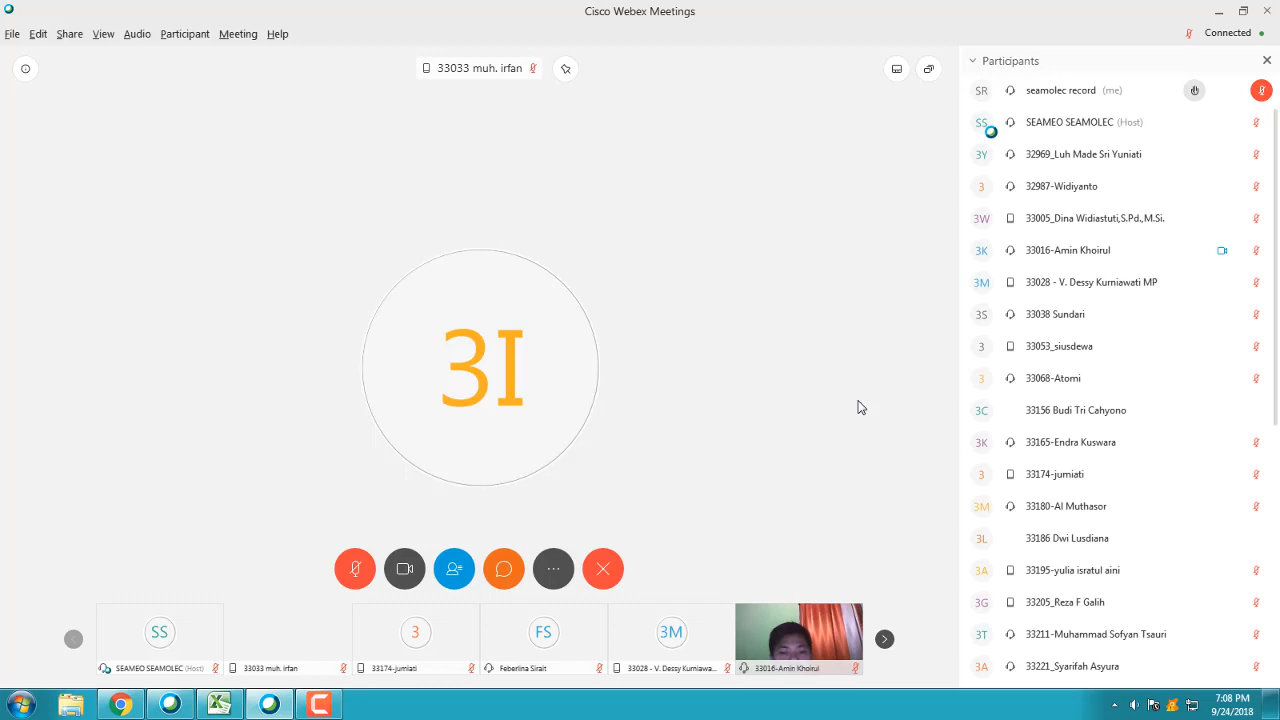 Cisco Webex Meetings
File Edit Share View Audio Participant Meeting Help
Connected
33033 muh. irfan
Participants
SR seamolec record (me)
SS SEAMEO SEAMOLEC (Host)
3Y 32969_Luh Made Sri Yuniati
3 32987-Widiyanto
3W 33005_Dina Widiastuti,S.Pd.,M.Si.
3K 33016-Amin Khoirul
3M 33028 - V. Dessy Kurniawati MP
3S 33038 Sundari
3 33053_siusdewa
3 33068-Atomi
3C 33156 Budi Tri Cahyono
3K 33165-Endra Kuswara
3 33174-jumiati
3M 33180-Al Muthasor
3L 33186 Dwi Lusdiana
3A 33195-yulia isratul aini
3G 33205_Reza F Galih
3T 33211-Muhammad Sofyan Tsauri
3A 33221_Syarifah Asyura
3I
SS 3 FS 3M
SEAMEO SEAMOLEC (Host) 33033 muh. irfan 33174-jumiati Feberlina Sirait 33028 - V. Dessy Kurniawa... 33016-Amin Khoirul
7:08 PM
9/24/2018